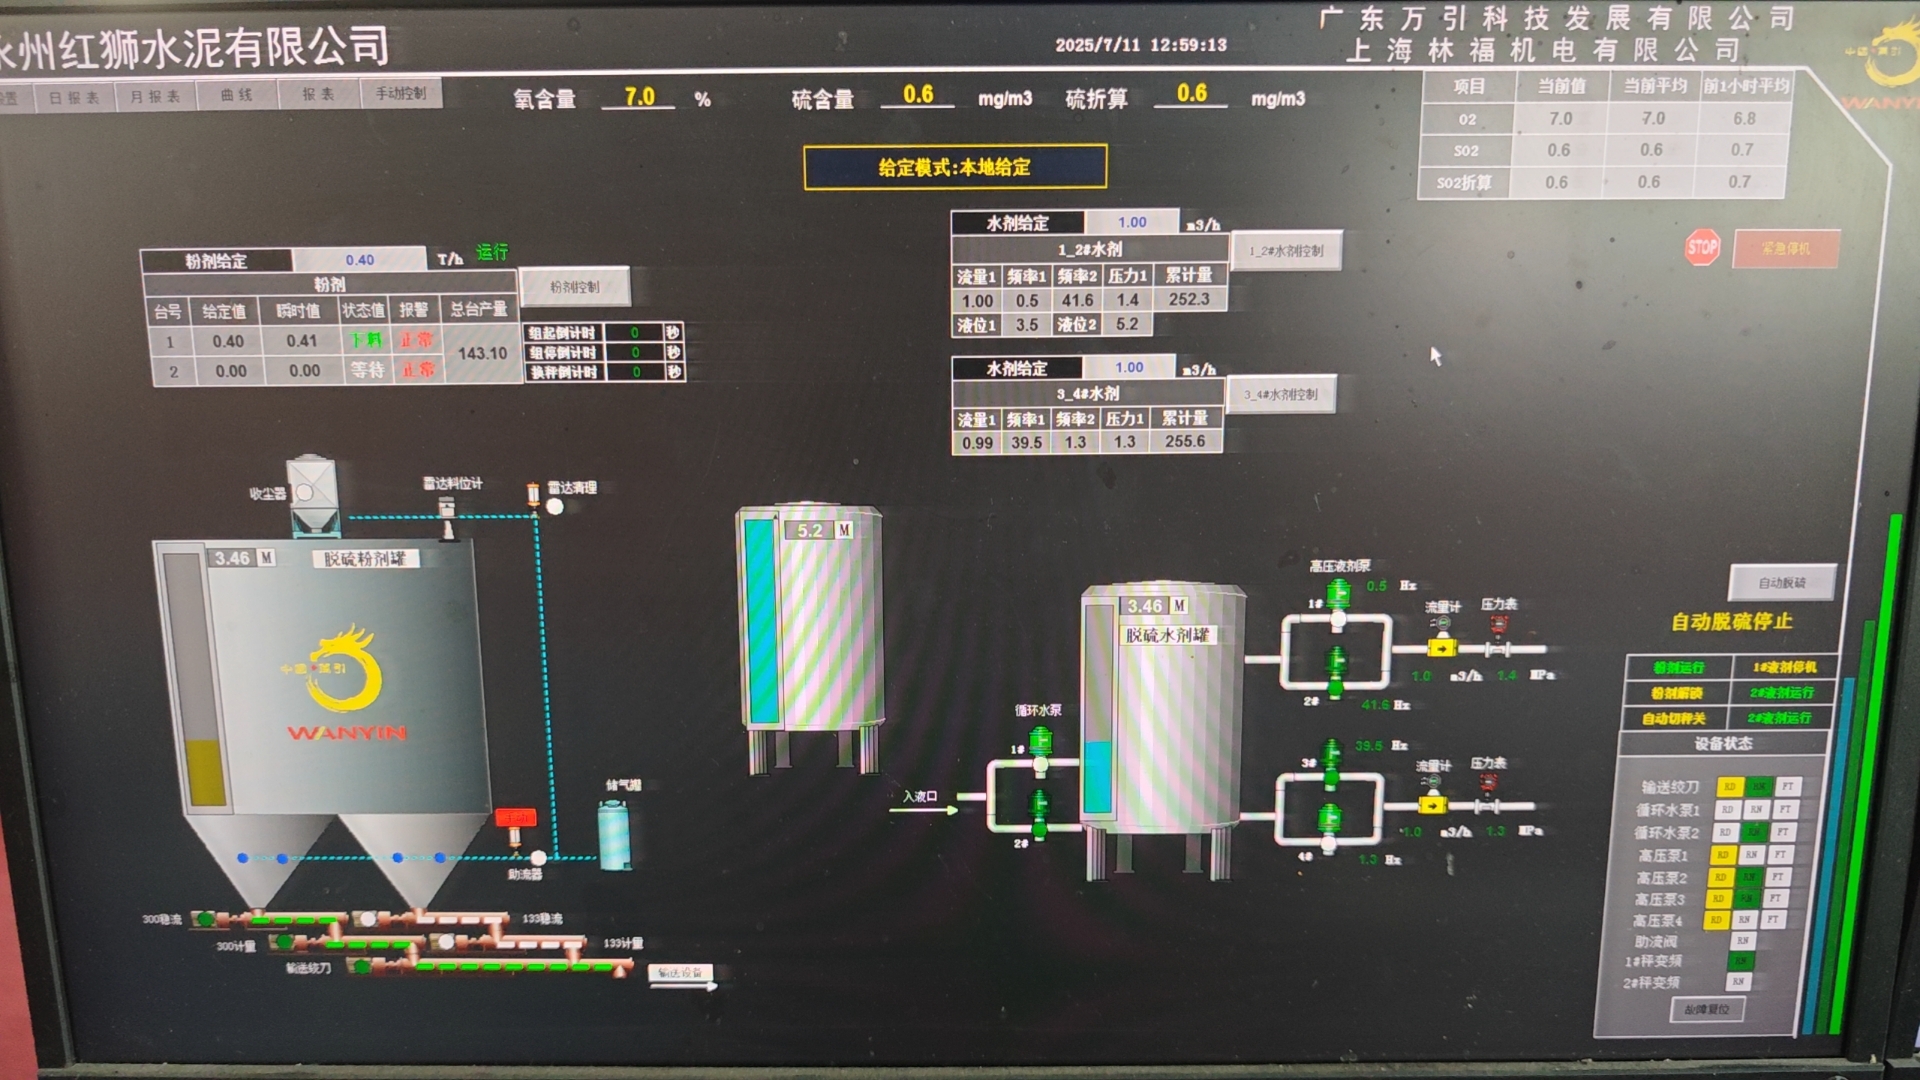 州红狮水泥有限公司
2025/7/11 12:59:13
广东万引科技发展有限公司
上海林福机电有限公司
日报表 月报表 曲线 报表 手动控制
氧含量 7.0 % 硫含量 0.6 mg/m3 硫折算 0.6 mg/m3
项目 当前值 当前平均 前1小时平均
O2 7.0 7.0 6.8
SO2 0.6 0.6 0.7
SO2折算 0.6 0.6 0.7
给定模式:本地给定
STOP 紧急停机
粉剂给定 0.40 T/h 运行
粉剂
粉剂控制
台号 给定值 瞬时值 状态值 报警 总台产量
1 0.40 0.41 下料 正常 143.10
2 0.00 0.00 等待 正常
组起倒计时 0 秒
组停倒计时 0 秒
换秤倒计时 0 秒
水剂给定 1.00 m3/h
1_2#水剂
1_2#水剂控制
流量1 频率1 频率2 压力1 累计量
1.00 0.5 41.6 1.4 252.3
液位1 3.5 液位2 5.2
水剂给定 1.00 m3/h
3_4#水剂
3_4#水剂控制
流量1 频率1 频率2 压力1 累计量
0.99 39.5 1.3 1.3 255.6
收尘器
雷达料位计
雷达清理
3.46 M 脱硫粉剂罐
中国 万引
WANYIN
储气罐
助流器
300稳流
133稳流
300计量
133计量
输送绞刀
输送设备
5.2 M
3.46 M
脱硫水剂罐
循环水泵
1#
2#
入液口
高压液剂泵
1# 0.5 Hz
2# 41.6 Hz
流量计 压力表
1.0 m3/h 1.4 MPa
3# 39.5 Hz
4# 1.3 Hz
流量计 压力表
1.0 m3/h 1.3 MPa
自动脱硫
自动脱硫停止
粉剂运行 1#液剂停机
粉剂解锁 2#液剂运行
自动切秤关 2#液剂运行
设备状态
输送绞刀 RD RN FT
循环水泵1 RD RN FT
循环水泵2 RD RN FT
高压泵1 RD RN FT
高压泵2 RD RN FT
高压泵3 RD RN FT
高压泵4 RD RN FT
助流阀 RN
1#秤变频 RN
2#秤变频 RN
故障复位